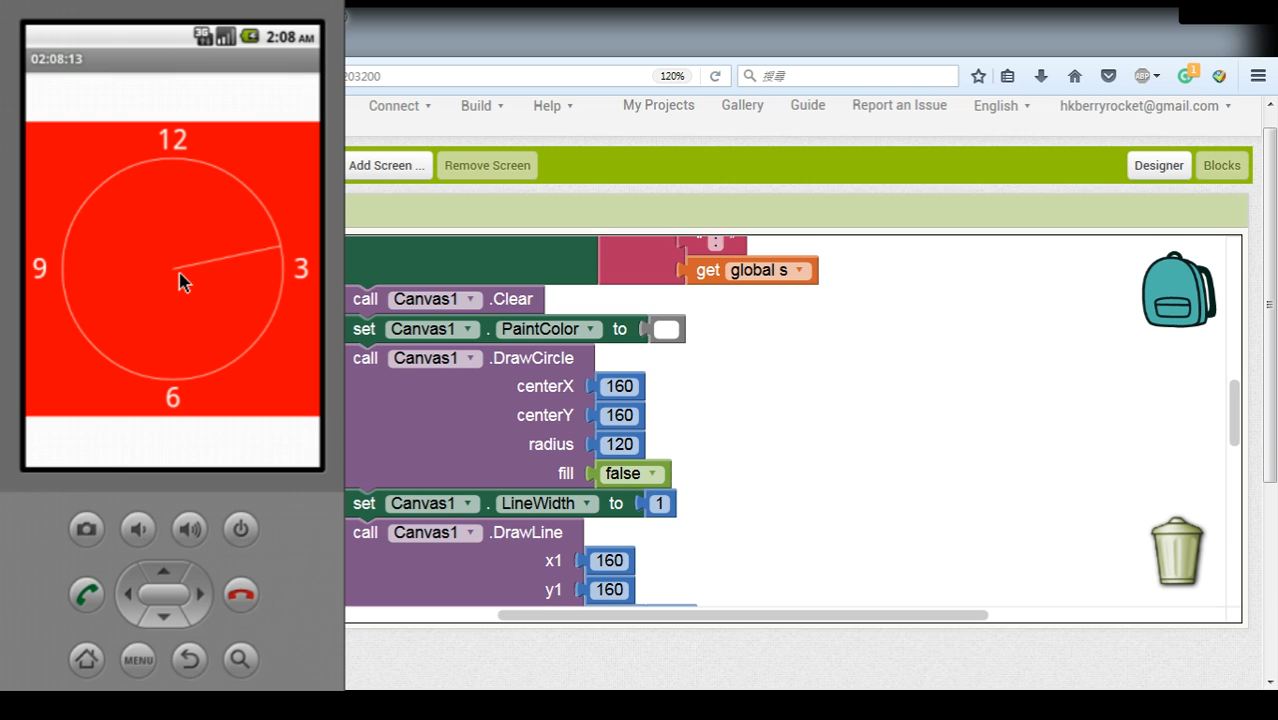 3G
2:08 AM
02:08:13
12
9
3
6
MENU
203200
120%
搜尋
ABP
1
Connect
Build
Help
My Projects
Gallery
Guide
Report an Issue
English
hkberryrocket@gmail.com
Add Screen ...
Remove Screen
Designer
Blocks
" : "
get global s
call Canvas1 .Clear
set Canvas1 . PaintColor to
call Canvas1 .DrawCircle
centerX 160
centerY 160
radius 120
fill false
set Canvas1 . LineWidth to 1
call Canvas1 .DrawLine
x1 160
y1 160